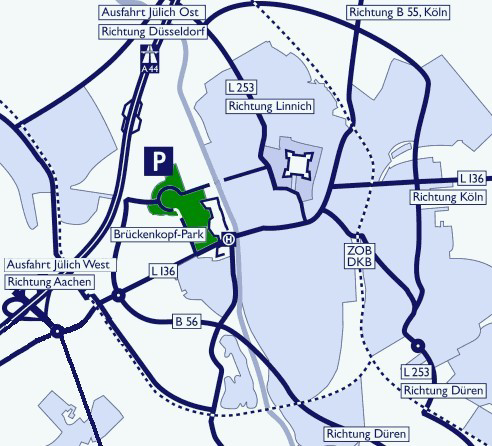 Ausfahrt Jülich Ost
Richtung Düsseldorf
Richtung B 55, Köln
A 44
L 253
Richtung Linnich
P
L 136
Richtung Köln
Brückenkopf-Park
H
ZOB
DKB
Ausfahrt Jülich West
Richtung Aachen
L 136
B 56
L 253
Richtung Düren
Richtung Düren